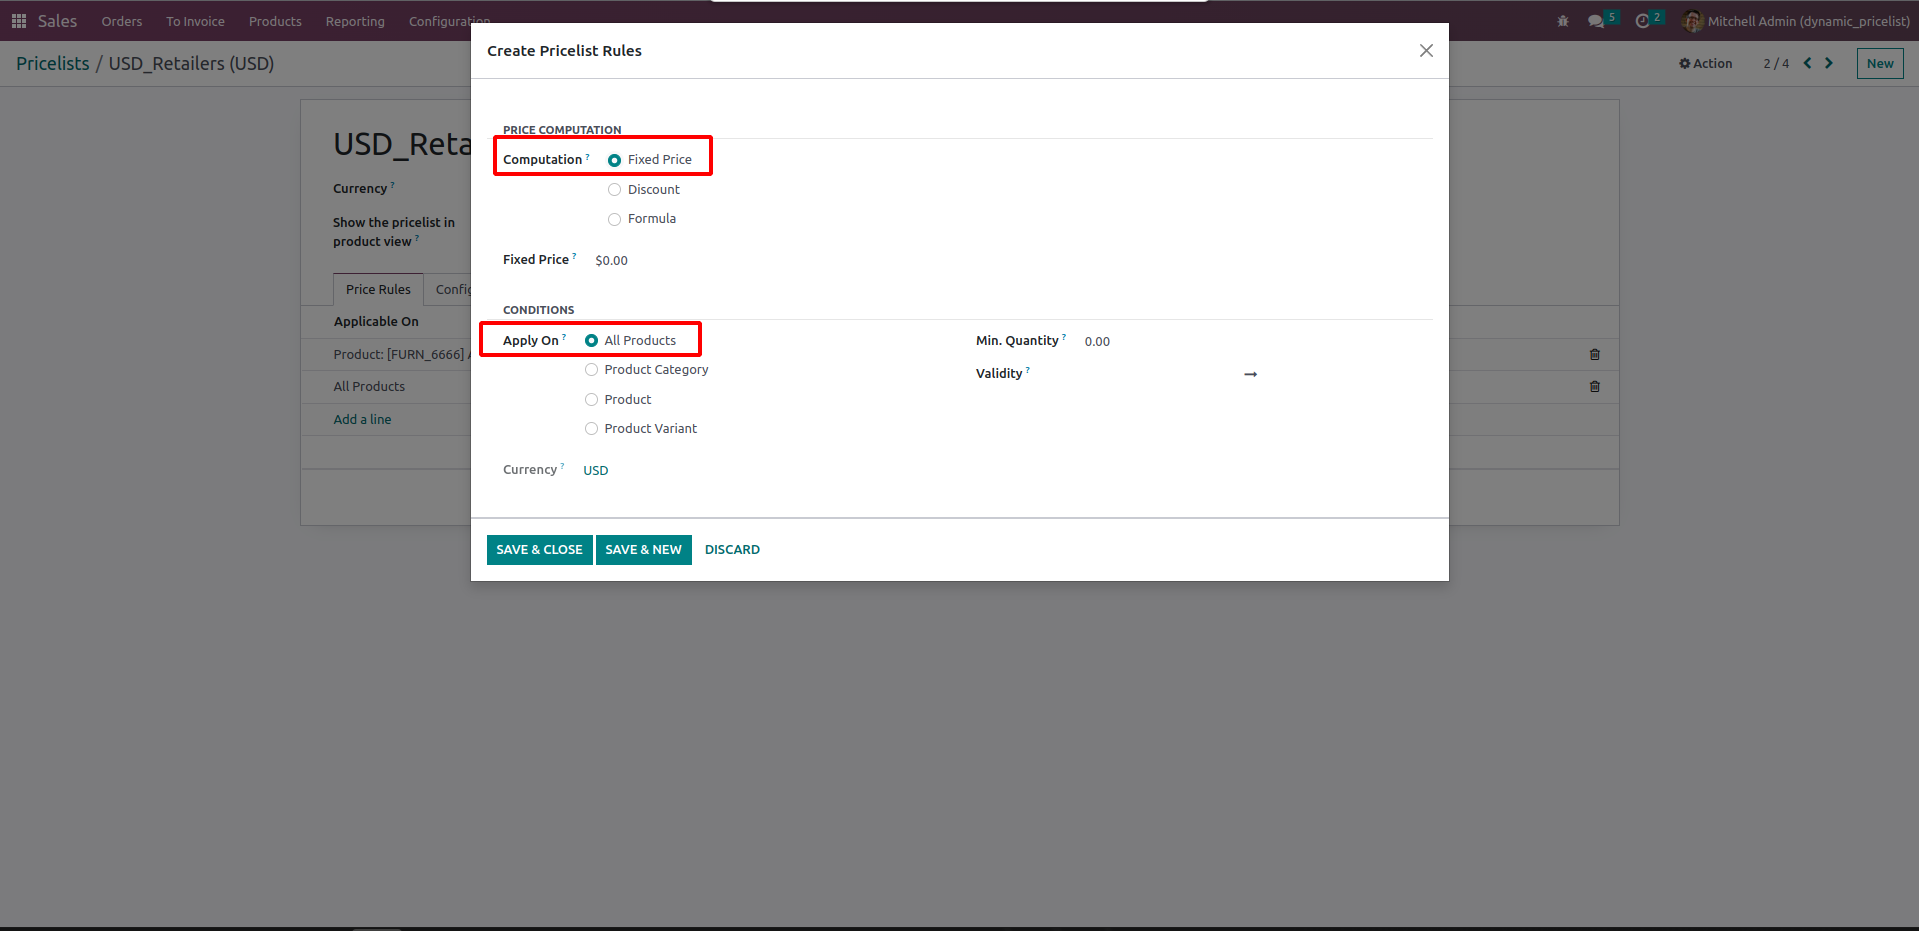 Sales Orders To Invoice Products Reporting Configuration 5 2 Mitchell Admin (dynamic_pricelist)
Pricelists / USD_Retailers (USD) Action 2 / 4 New
Create Pricelist Rules
USD_Reta
Currency ?
Show the pricelist in
product view ?
Price Rules Config
Applicable On
Product: [FURN_6666]
All Products
Add a line
PRICE COMPUTATION
Computation ? Fixed Price
Discount
Formula
Fixed Price ? $0.00
CONDITIONS
Apply On ? All Products Min. Quantity ? 0.00
Product Category Validity ?
Product
Product Variant
Currency ? USD
SAVE & CLOSE SAVE & NEW DISCARD